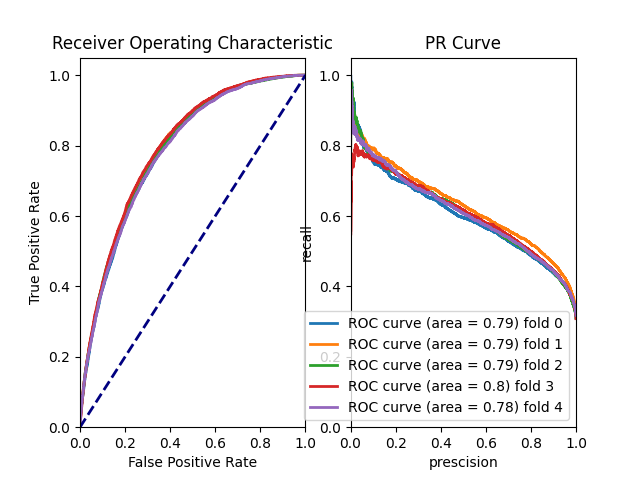 Receiver Operating Characteristic
True Positive Rate
1.0
0.8
0.6
0.4
0.2
0.0
0.0 0.2 0.4 0.6 0.8 1.0
False Positive Rate
PR Curve
recall
1.0
0.8
0.6
0.4
0.2
0.0
ROC curve (area = 0.79) fold 0
ROC curve (area = 0.79) fold 1
ROC curve (area = 0.79) fold 2
ROC curve (area = 0.8) fold 3
ROC curve (area = 0.78) fold 4
0.0 0.2 0.4 0.6 0.8 1.0
prescision